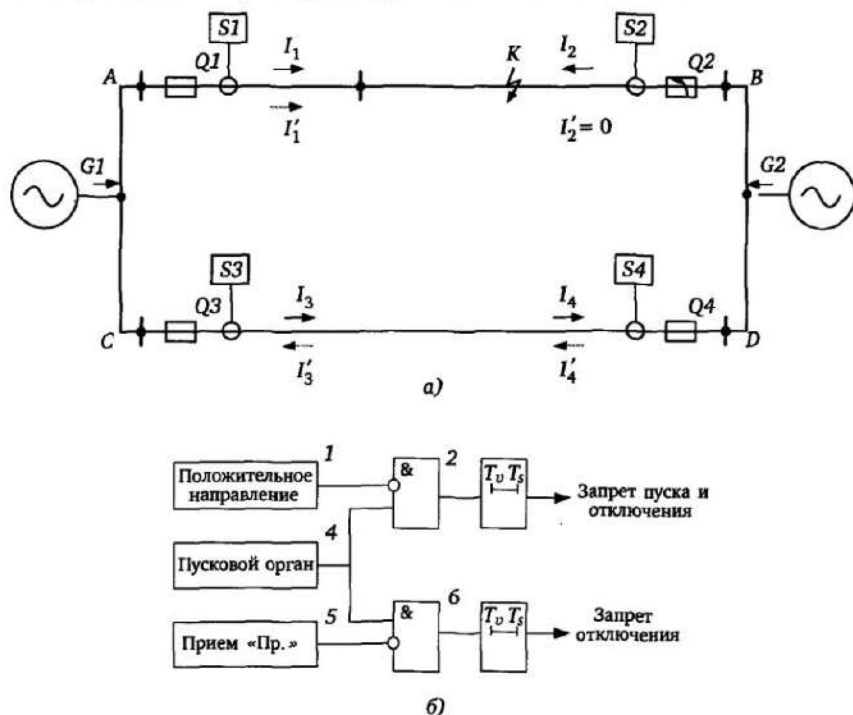 S1
S2
A
Q1
I₁
K
I₂
Q2
B
I′₁
I′₂ = 0
G1
G2
S3
S4
Q3
I₃
I₄
Q4
C
I′₃
I′₄
D
а)
1
Положительное
направление
&
2
Tᵥ Tₛ
Запрет пуска и
отключения
4
Пусковой орган
5
Прием «Пр.»
&
6
Tᵥ Tₛ
Запрет
отключения
б)